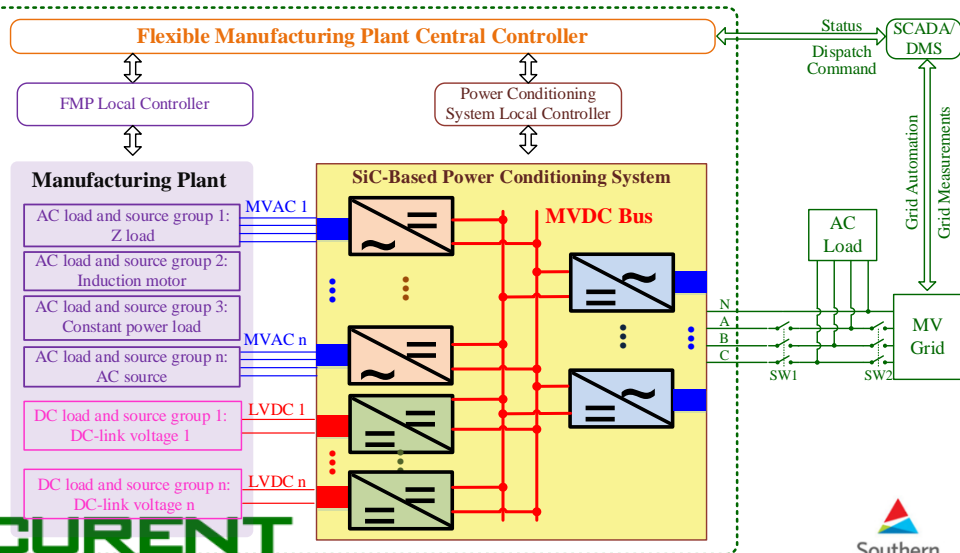 Flexible Manufacturing Plant Central Controller
Status
Dispatch
Command
SCADA/
DMS
FMP Local Controller
Power Conditioning
System Local Controller
Grid Automation
Grid Measurements
Manufacturing Plant
AC load and source group 1:
Z load
AC load and source group 2:
Induction motor
AC load and source group 3:
Constant power load
AC load and source group n:
AC source
DC load and source group 1:
DC-link voltage 1
DC load and source group n:
DC-link voltage n
MVAC 1
MVAC n
LVDC 1
LVDC n
SiC-Based Power Conditioning System
MVDC Bus
AC
Load
N
A
B
C
SW1
SW2
MV
Grid
CURENT
Southern